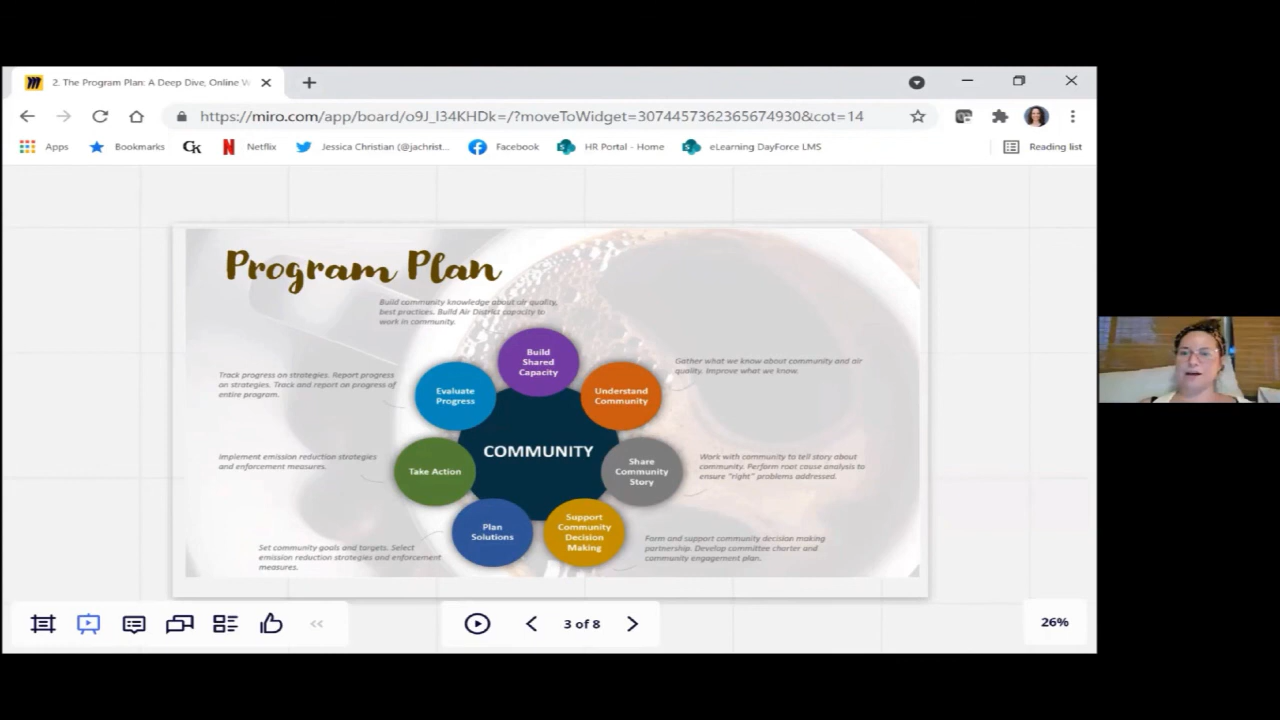 2. The Program Plan: A Deep Dive, Online W
https://miro.com/app/board/o9J_l34KHDk=/?moveToWidget=3074457362365674930&cot=14
Apps
Bookmarks
Netflix
Jessica Christian (@jachrist...
Facebook
HR Portal - Home
eLearning DayForce LMS
Reading list
Program Plan
Build community knowledge about air quality,
best practices. Build Air District capacity to
work in community.
Build
Shared
Capacity
Gather what we know about community and air
quality. Improve what we know.
Understand
Community
Work with community to tell story about
community. Perform root cause analysis to
ensure "right" problems addressed.
Share
Community
Story
Form and support community decision making
partnership. Develop committee charter and
community engagement plan.
Support
Community
Decision
Making
Set community goals and targets. Select
emission reduction strategies and enforcement
measures.
Plan
Solutions
Implement emission reduction strategies
and enforcement measures.
Take Action
Track progress on strategies. Report progress
on strategies. Track and report on progress of
entire program.
Evaluate
Progress
COMMUNITY
3 of 8
26%